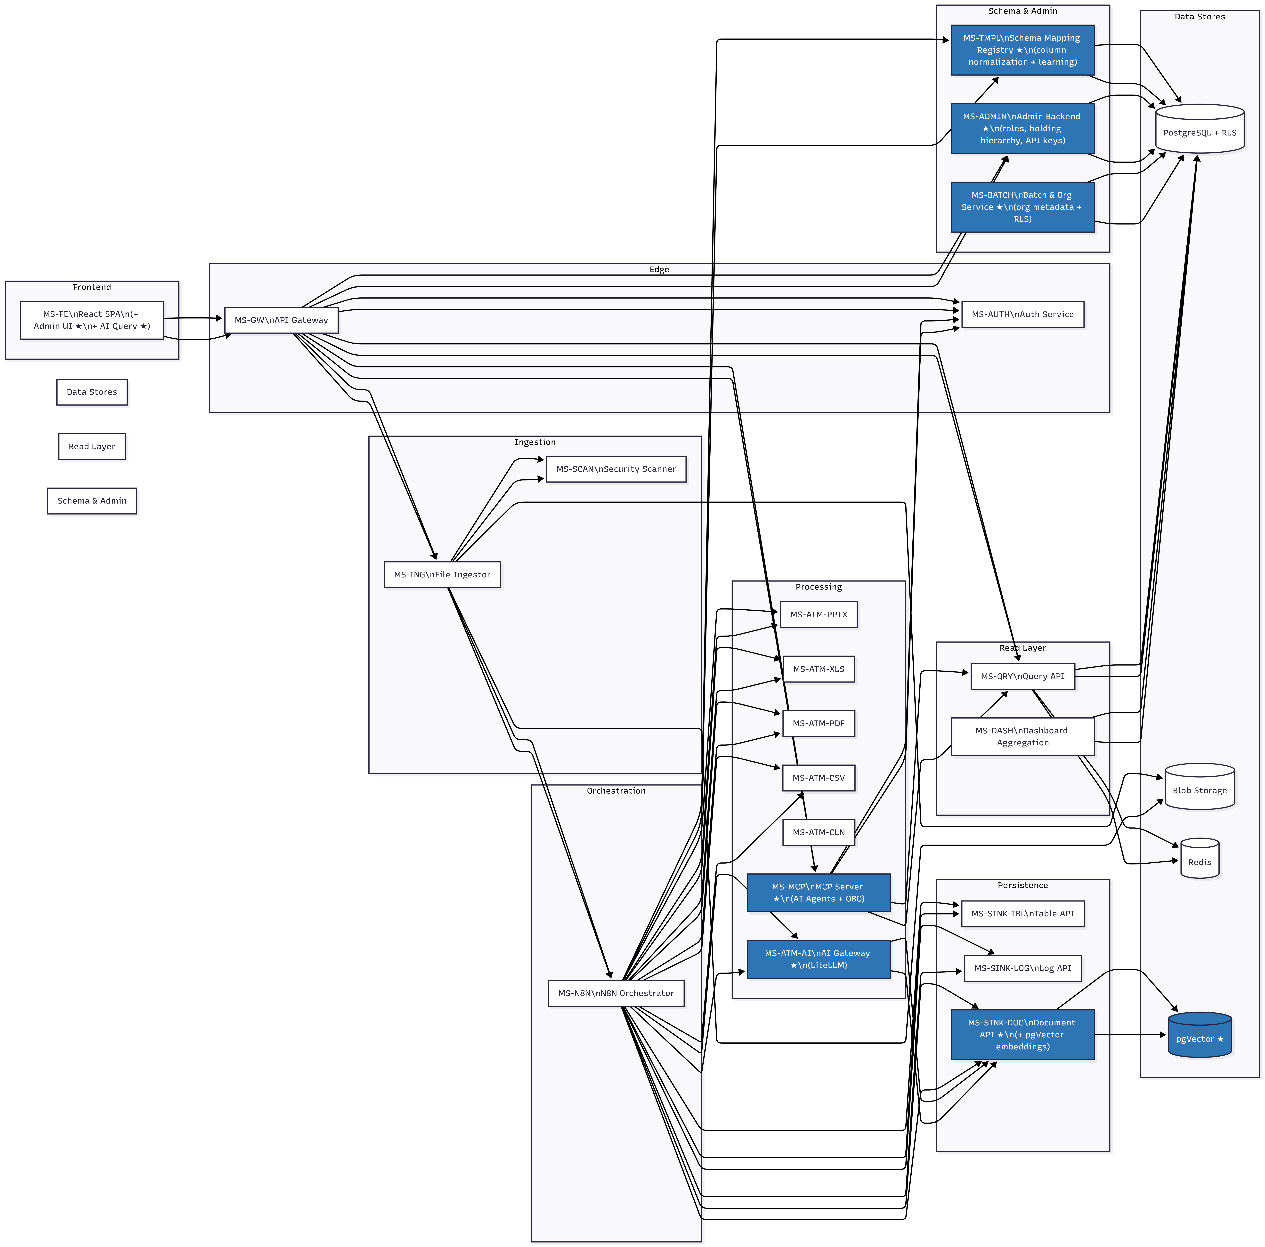 Schema & Admin
MS-TMPL\nSchema Mapping
Registry ★\n(column
normalization + learning)
MS-ADMIN\nAdmin Backend
★\n(roles, holding
hierarchy, API keys)
MS-BATCH\nBatch & Org
Service ★\n(org metadata +
RLS)
Data Stores
PostgreSQL + RLS
Edge
Frontend
MS-FE\nReact SPA\n(+
Admin UI ★\n+ AI Query ★)
MS-GW\nAPI Gateway
MS-AUTH\nAuth Service
Data Stores
Read Layer
Schema & Admin
Ingestion
MS-SCAN\nSecurity Scanner
MS-ING\nFile Ingestor
Processing
MS-ATM-PPTX
MS-ATM-XLS
MS-ATM-PDF
MS-ATM-CSV
MS-ATM-CLN
MS-MCP\nMCP Server
★\n(AI Agents + QBQ)
MS-ATM-AI\nAI Gateway
★\n(LiteLLM)
Read Layer
MS-QRY\nQuery API
MS-DASH\nDashboard
Aggregation
Blob Storage
Redis
Orchestration
MS-N8N\nN8N Orchestrator
Persistence
MS-SINK-TBL\nTable API
MS-SINK-LOG\nLog API
MS-SINK-DOC\nDocument
API ★\n(+ pgVector
embeddings)
pgVector ★